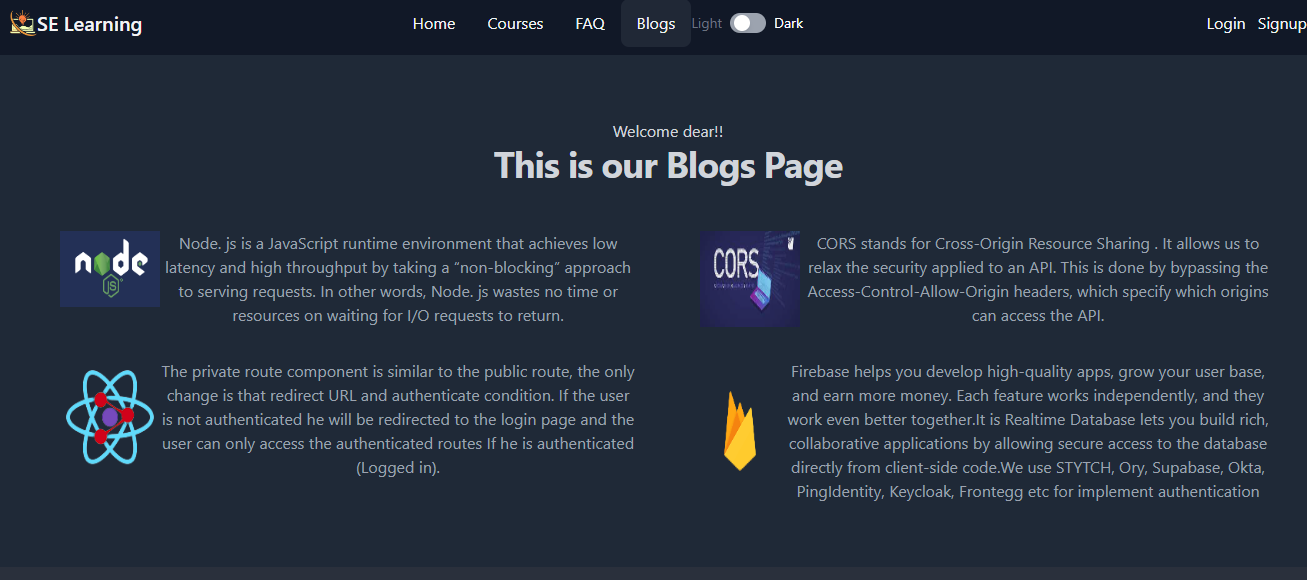 SE Learning
Home
Courses
FAQ
Blogs
Light
Dark
Login
Signup
Welcome dear!!
This is our Blogs Page
node
JS
Node. js is a JavaScript runtime environment that achieves low
latency and high throughput by taking a “non-blocking” approach
to serving requests. In other words, Node. js wastes no time or
resources on waiting for I/O requests to return.
CORS
CORS stands for Cross-Origin Resource Sharing . It allows us to
relax the security applied to an API. This is done by bypassing the
Access-Control-Allow-Origin headers, which specify which origins
can access the API.
The private route component is similar to the public route, the only
change is that redirect URL and authenticate condition. If the user
is not authenticated he will be redirected to the login page and the
user can only access the authenticated routes If he is authenticated
(Logged in).
Firebase helps you develop high-quality apps, grow your user base,
and earn more money. Each feature works independently, and they
work even better together.It is Realtime Database lets you build rich,
collaborative applications by allowing secure access to the database
directly from client-side code.We use STYTCH, Ory, Supabase, Okta,
PingIdentity, Keycloak, Frontegg etc for implement authentication